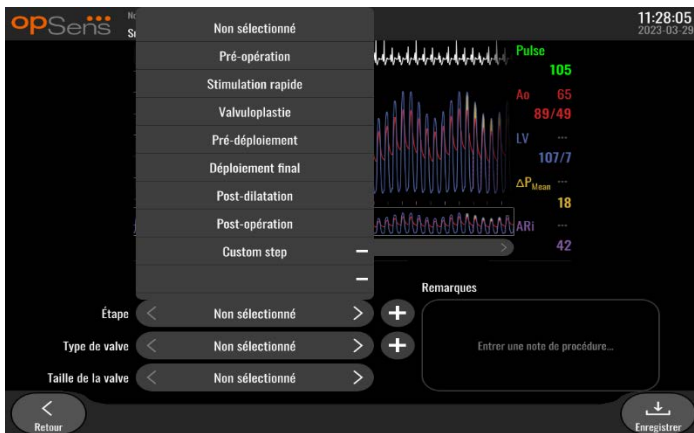 opSens
11:28:05
2023-03-29
Non sélectionné
Pré-opération
Stimulation rapide
Valvuloplastie
Pré-déploiement
Déploiement final
Post-dilatation
Post-opération
Custom step
Pulse
105
Ao 65
89/49
LV ---
107/7
ΔPMean ---
18
ARi ---
42
Étape
Non sélectionné
Type de valve
Non sélectionné
Taille de la valve
Non sélectionné
Remarques
Entrer une note de procédure...
Retour
Enregistrer